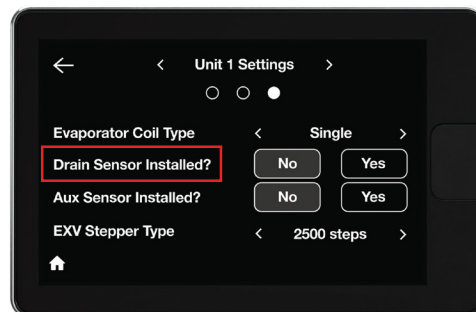 Unit 1 Settings
Evaporator Coil Type Single
Drain Sensor Installed? No Yes
Aux Sensor Installed? No Yes
EXV Stepper Type 2500 steps